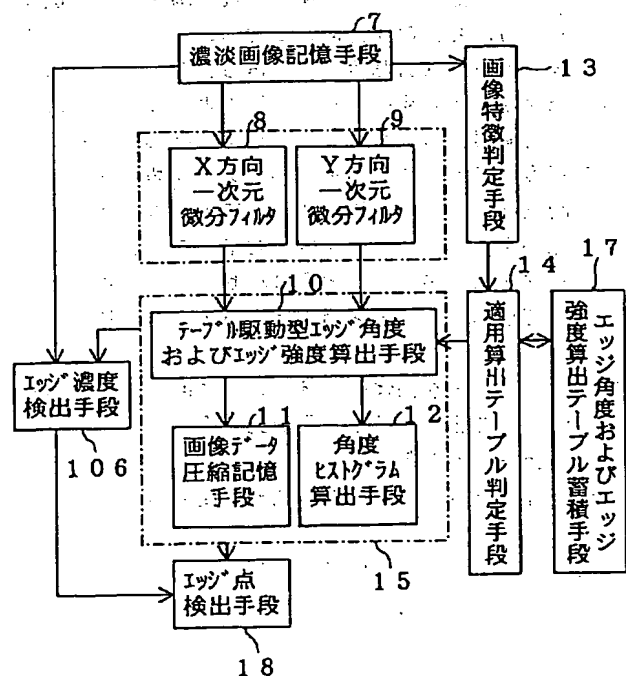 7
濃淡画像記憶手段
13
画像特徴判定手段
8
X方向
一次元
微分フィルタ
9
Y方向
一次元
微分フィルタ
10
テーブル駆動型エッジ角度
およびエッジ強度算出手段
14
適用算出テーブル判定手段
17
エッジ角度およびエッジ
強度算出テーブル蓄積手段
エッジ濃度
検出手段
106
11
画像データ
圧縮記憶
手段
12
角度
ヒストグラム
算出手段
15
エッジ点
検出手段
18